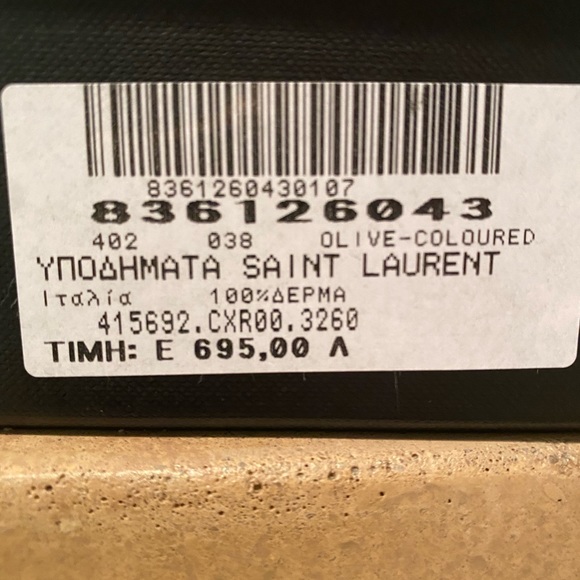 8361260430107
836126043
402 038 OLIVE-COLOURED
ΥΠΟΔΗΜΑΤΑ SAINT LAURENT
Ιταλία 100%ΔΕΡΜΑ
415692.CXR00.3260
ΤΙΜΗ: Ε 695,00 Λ